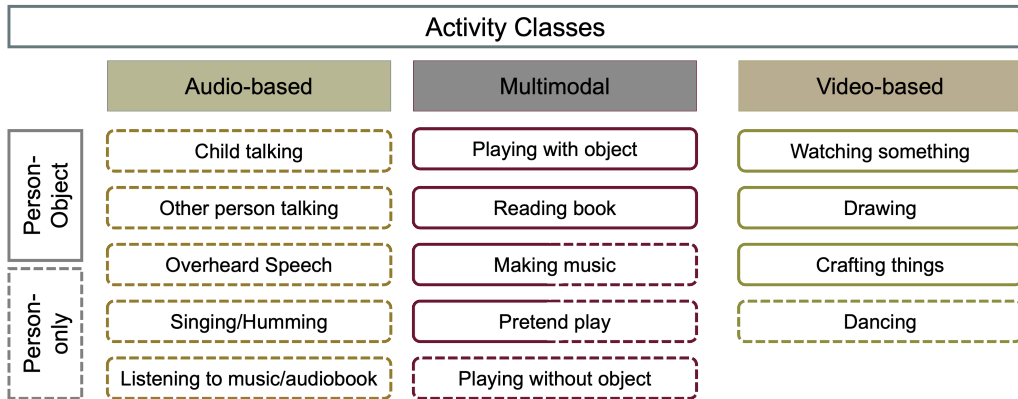 Activity Classes
Audio-based
Multimodal
Video-based
Person-
Object
Child talking
Playing with object
Watching something
Other person talking
Reading book
Drawing
Overheard Speech
Making music
Crafting things
Person-
only
Singing/Humming
Pretend play
Dancing
Listening to music/audiobook
Playing without object